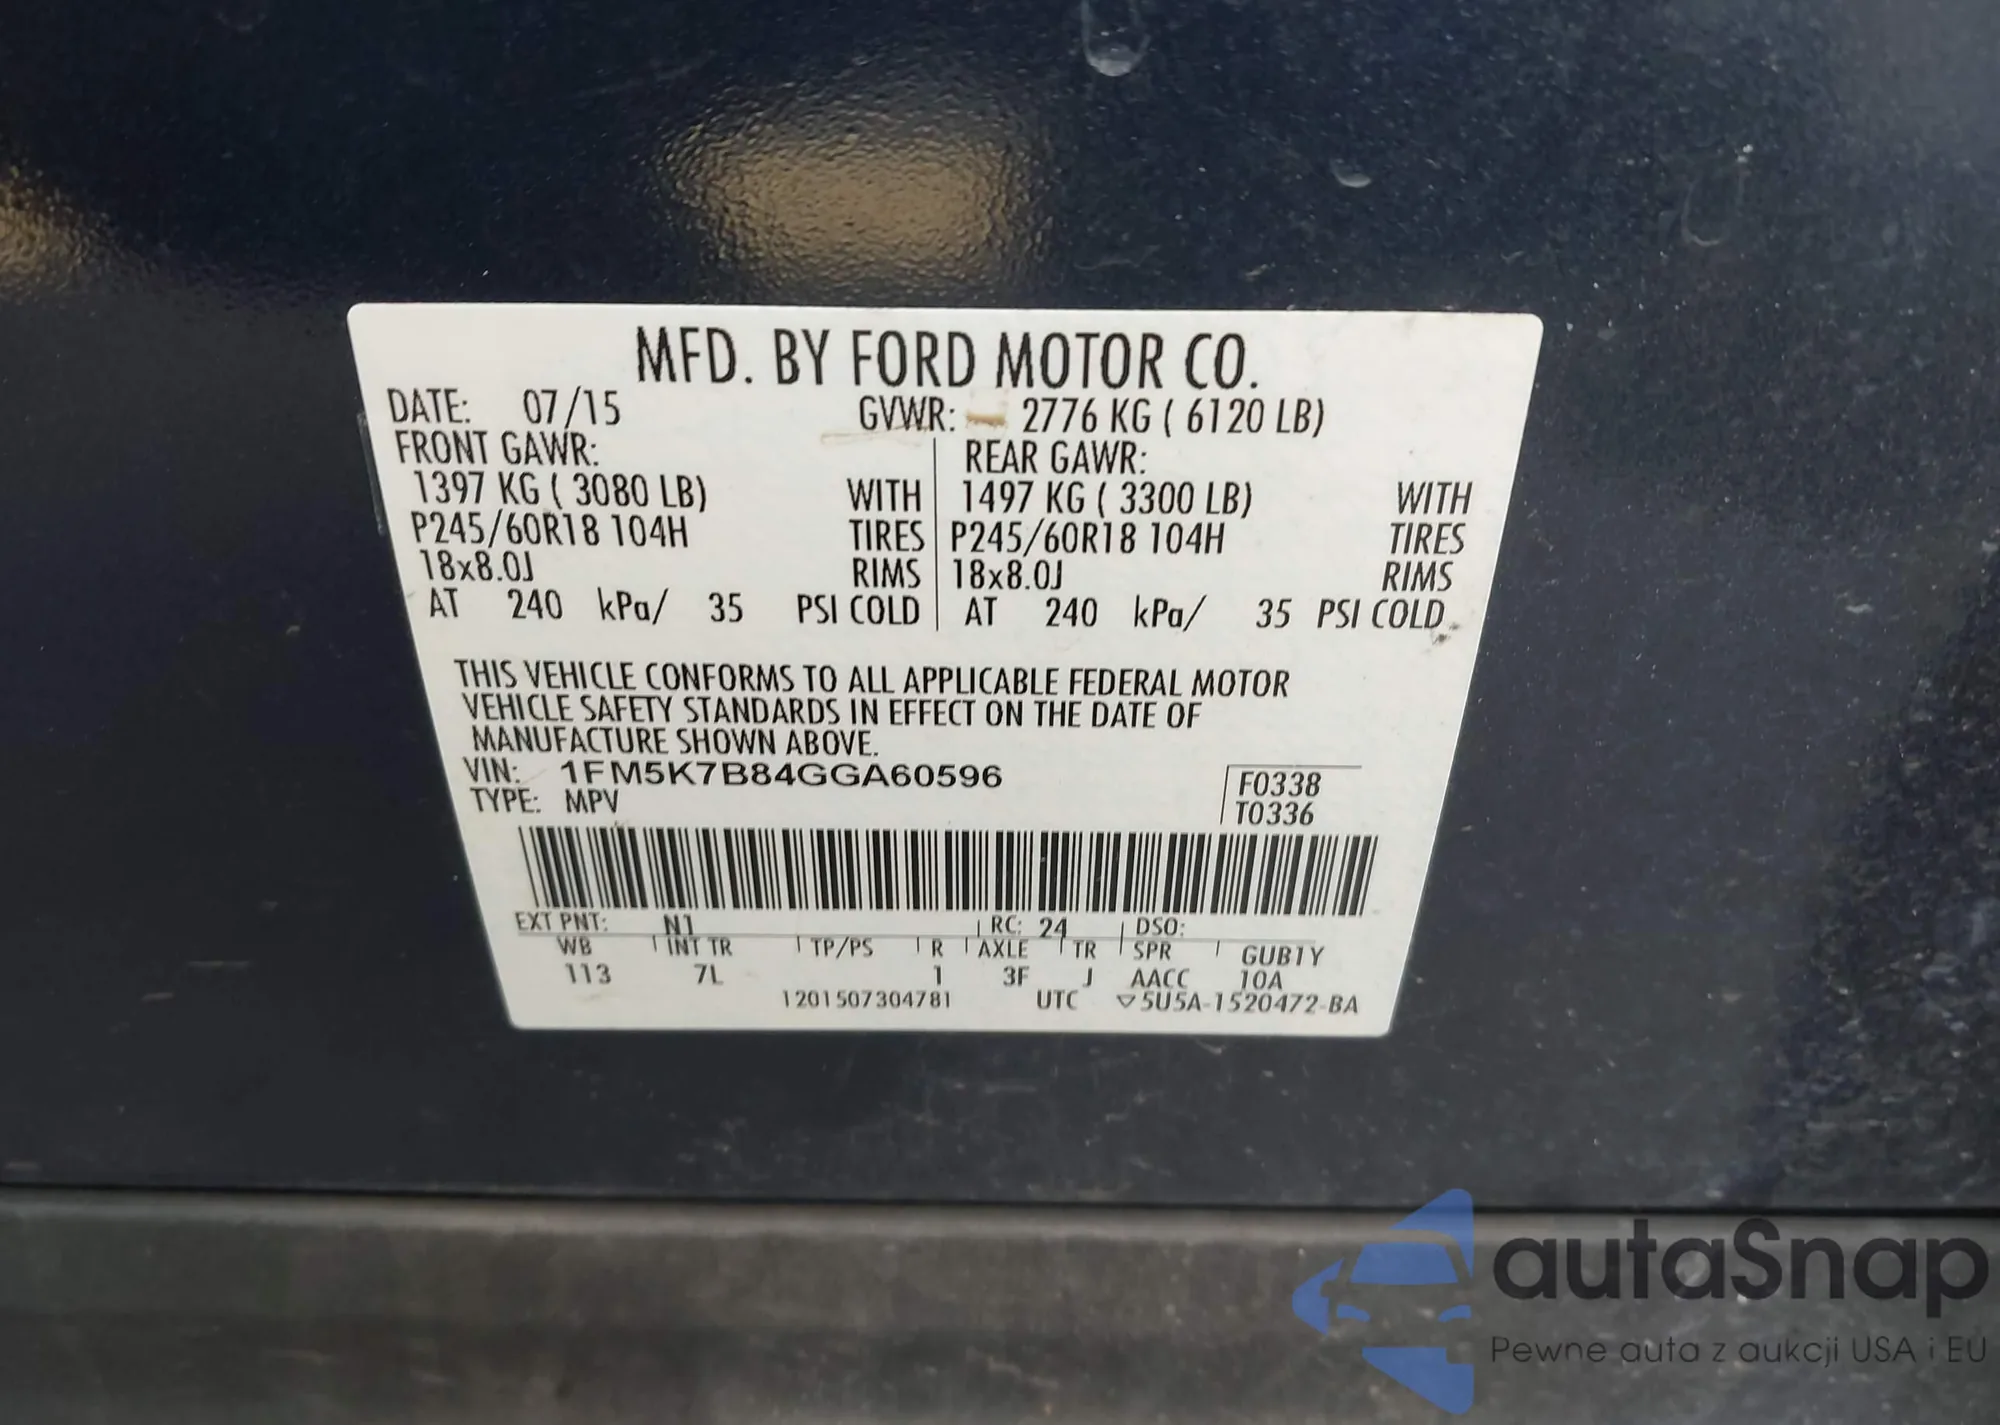 MFD. BY FORD MOTOR CO.
DATE: 07/15 GVWR: 2776 KG ( 6120 LB)
FRONT GAWR: REAR GAWR:
1397 KG ( 3080 LB) WITH 1497 KG ( 3300 LB) WITH
P245/60R18 104H TIRES P245/60R18 104H TIRES
18x8.0J RIMS 18x8.0J RIMS
AT 240 kPa/ 35 PSI COLD AT 240 kPa/ 35 PSI COLD
THIS VEHICLE CONFORMS TO ALL APPLICABLE FEDERAL MOTOR
VEHICLE SAFETY STANDARDS IN EFFECT ON THE DATE OF
MANUFACTURE SHOWN ABOVE.
VIN: 1FM5K7B84GGA60596 F0338
TYPE: MPV T0336
EXT PNT: N1 RC: 24 DSO:
WB INT TR TP/PS R AXLE TR SPR GUB1Y
113 7L 1 3F J AACC 10A
1201507304781 UTC ▽5U5A-1520472-BA
autaSnap
Pewne auta z aukcji USA i EU